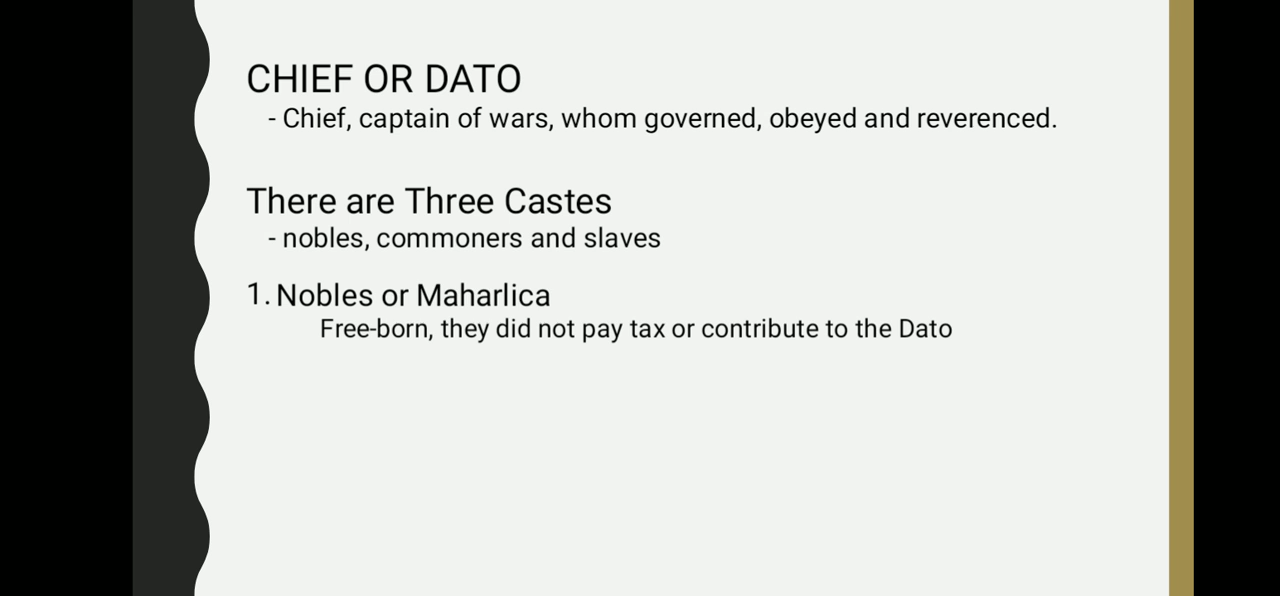 CHIEF OR DATO
- Chief, captain of wars, whom governed, obeyed and reverenced.
There are Three Castes
- nobles, commoners and slaves
1. Nobles or Maharlica
Free-born, they did not pay tax or contribute to the Dato